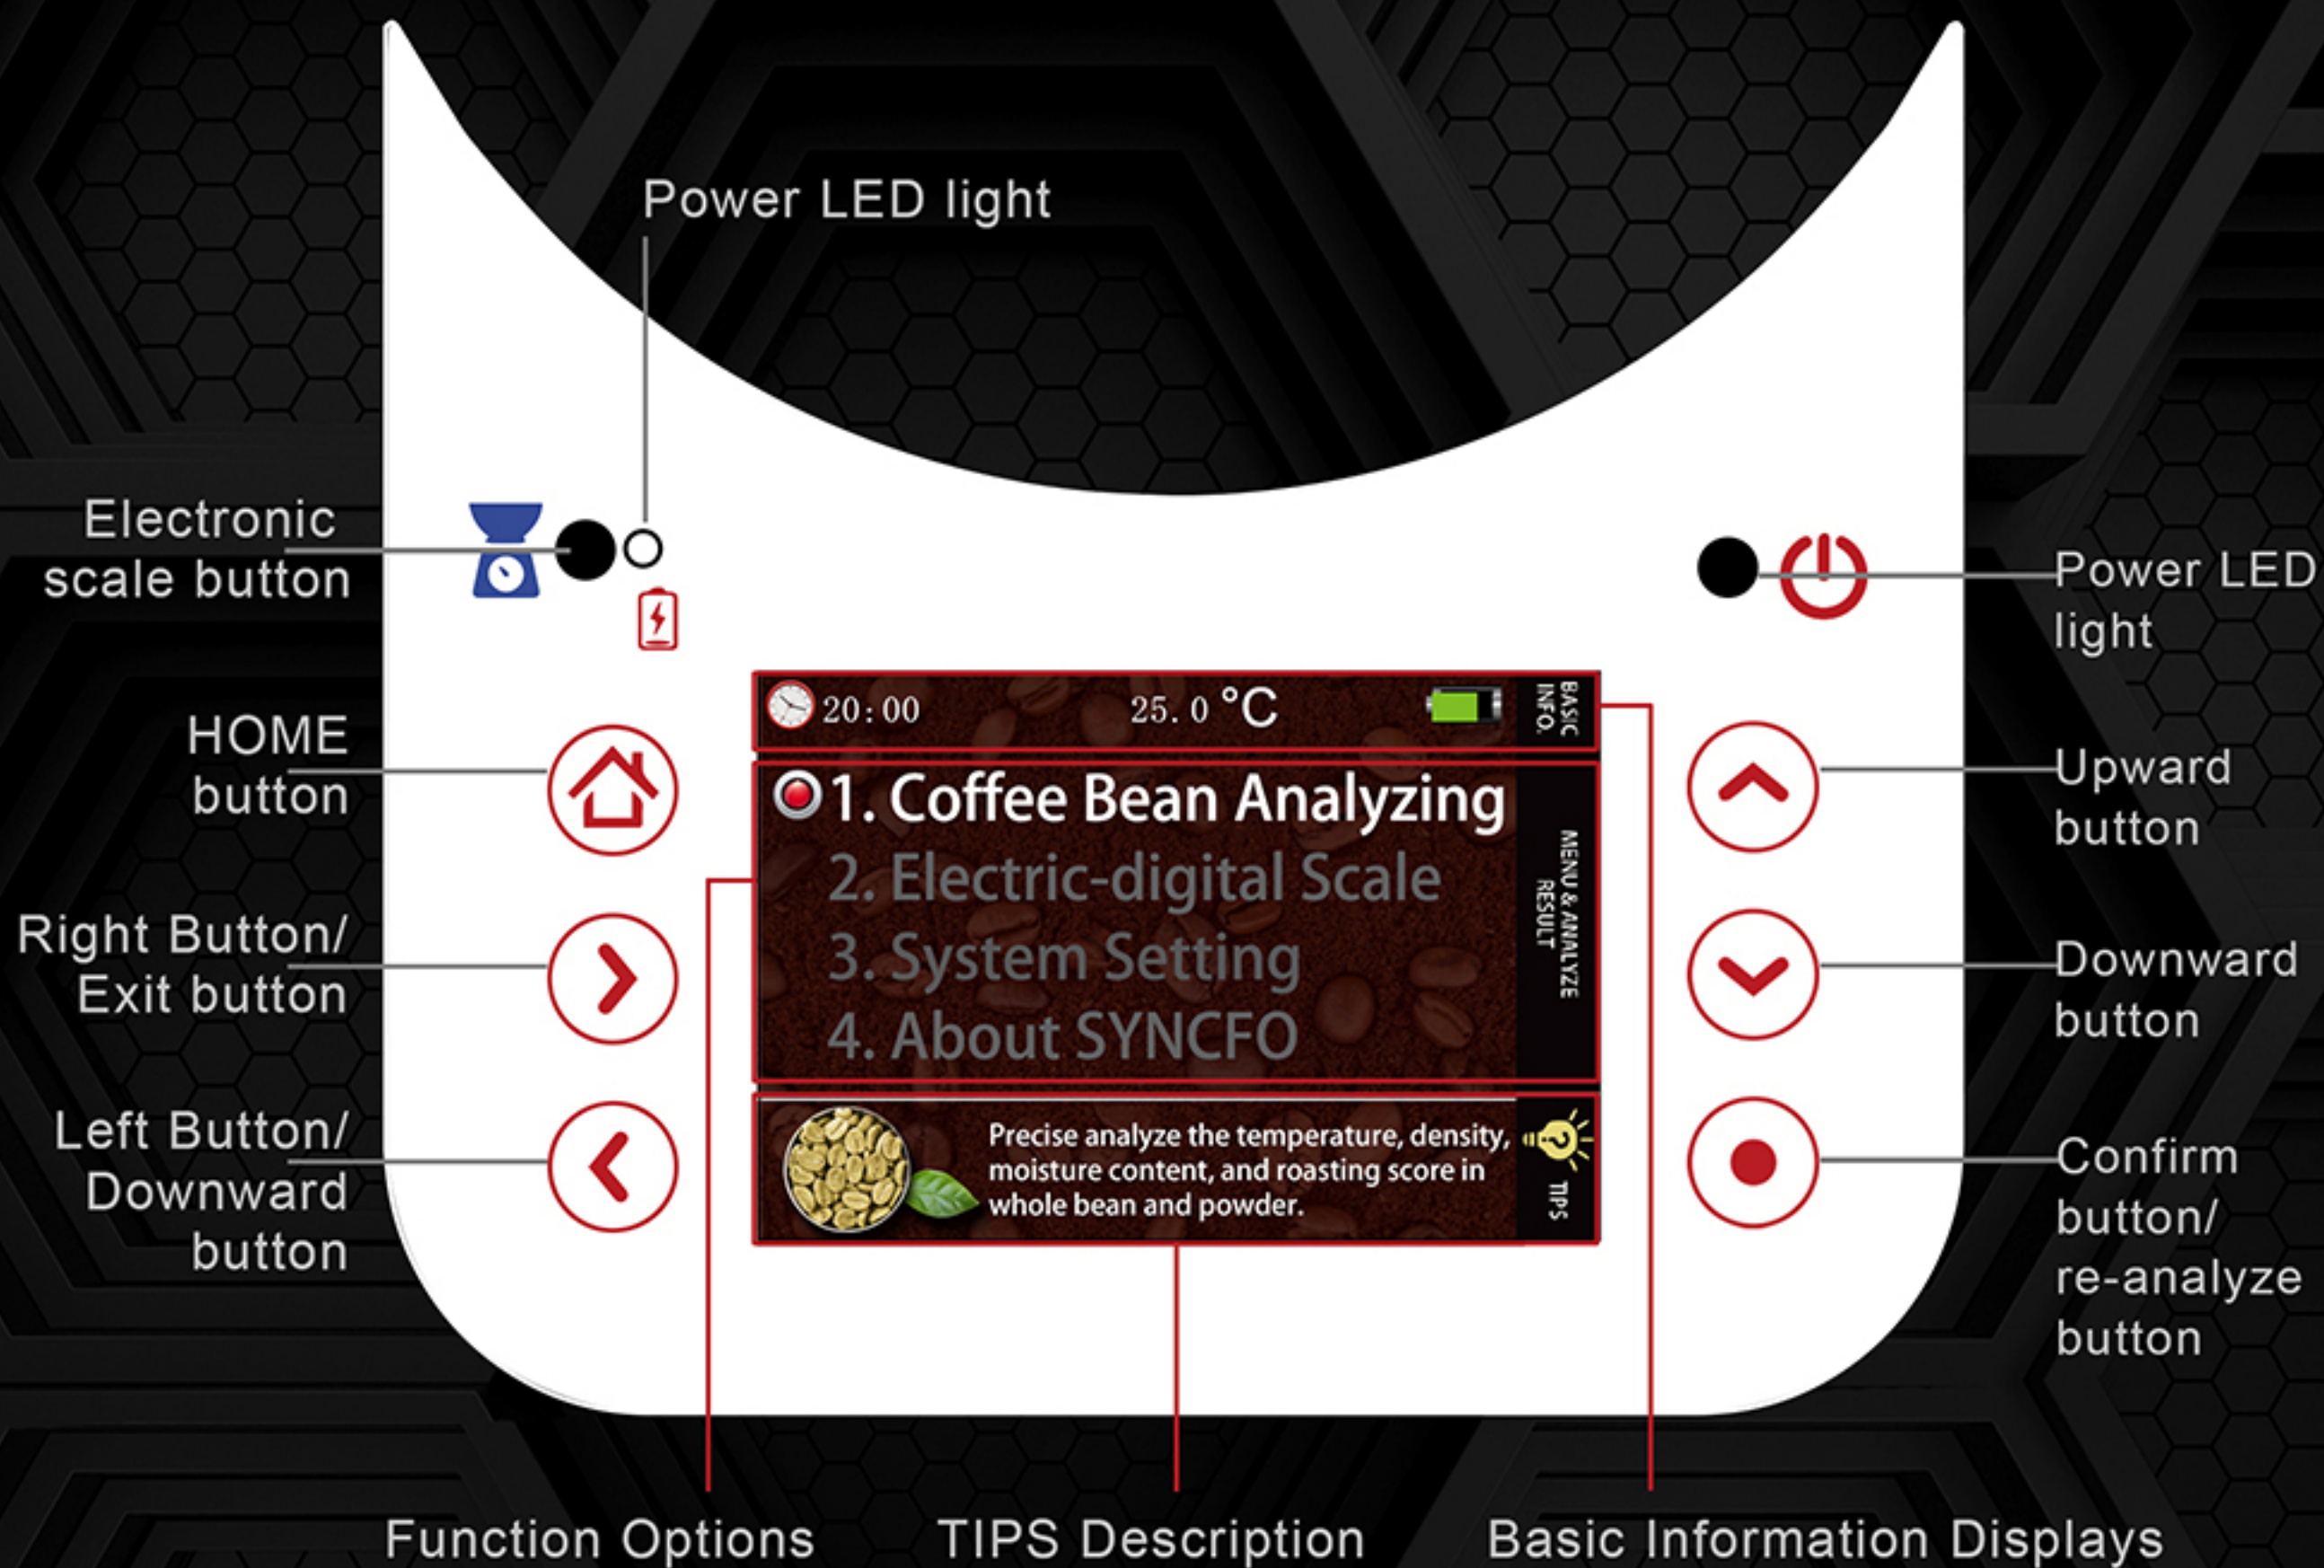 Power LED light
Electronic
scale button
Power LED
light
HOME
button
Right Button/
Exit button
Left Button/
Downward
button
20:00
25.0 °C
BASIC
INFO.
1. Coffee Bean Analyzing
2. Electric-digital Scale
3. System Setting
4. About SYNCFO
MENU & ANALYZE
RESULT
Precise analyze the temperature, density,
moisture content, and roasting score in
whole bean and powder.
TIPS
Upward
button
Downward
button
Confirm
button/
re-analyze
button
Function Options
TIPS Description
Basic Information Displays